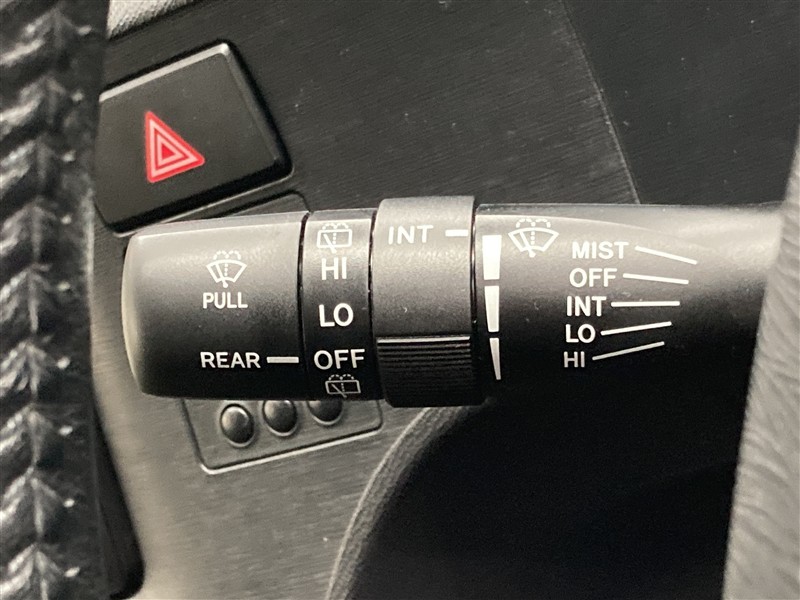 PULL
REAR
HI
LO
OFF
INT
MIST
OFF
INT
LO
HI